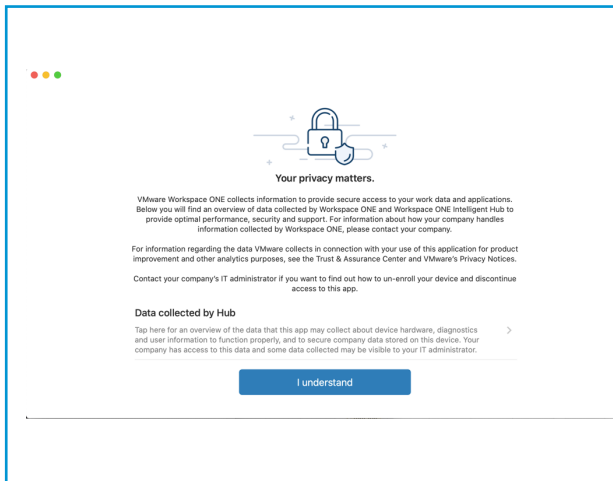 Your privacy matters.
VMware Workspace ONE collects information to provide secure access to your work data and applications.
Below you will find an overview of data collected by Workspace ONE and Workspace ONE Intelligent Hub to
provide optimal performance, security and support. For information about how your company handles
information collected by Workspace ONE, please contact your company.
For information regarding the data VMware collects in connection with your use of this application for product
improvement and other analytics purposes, see the Trust & Assurance Center and VMware's Privacy Notices.
Contact your company's IT administrator if you want to find out how to un-enroll your device and discontinue
access to this app.
Data collected by Hub
Tap here for an overview of the data that this app may collect about device hardware, diagnostics
and user information to function properly, and to secure company data stored on this device. Your
company has access to this data and some data collected may be visible to your IT administrator.
I understand